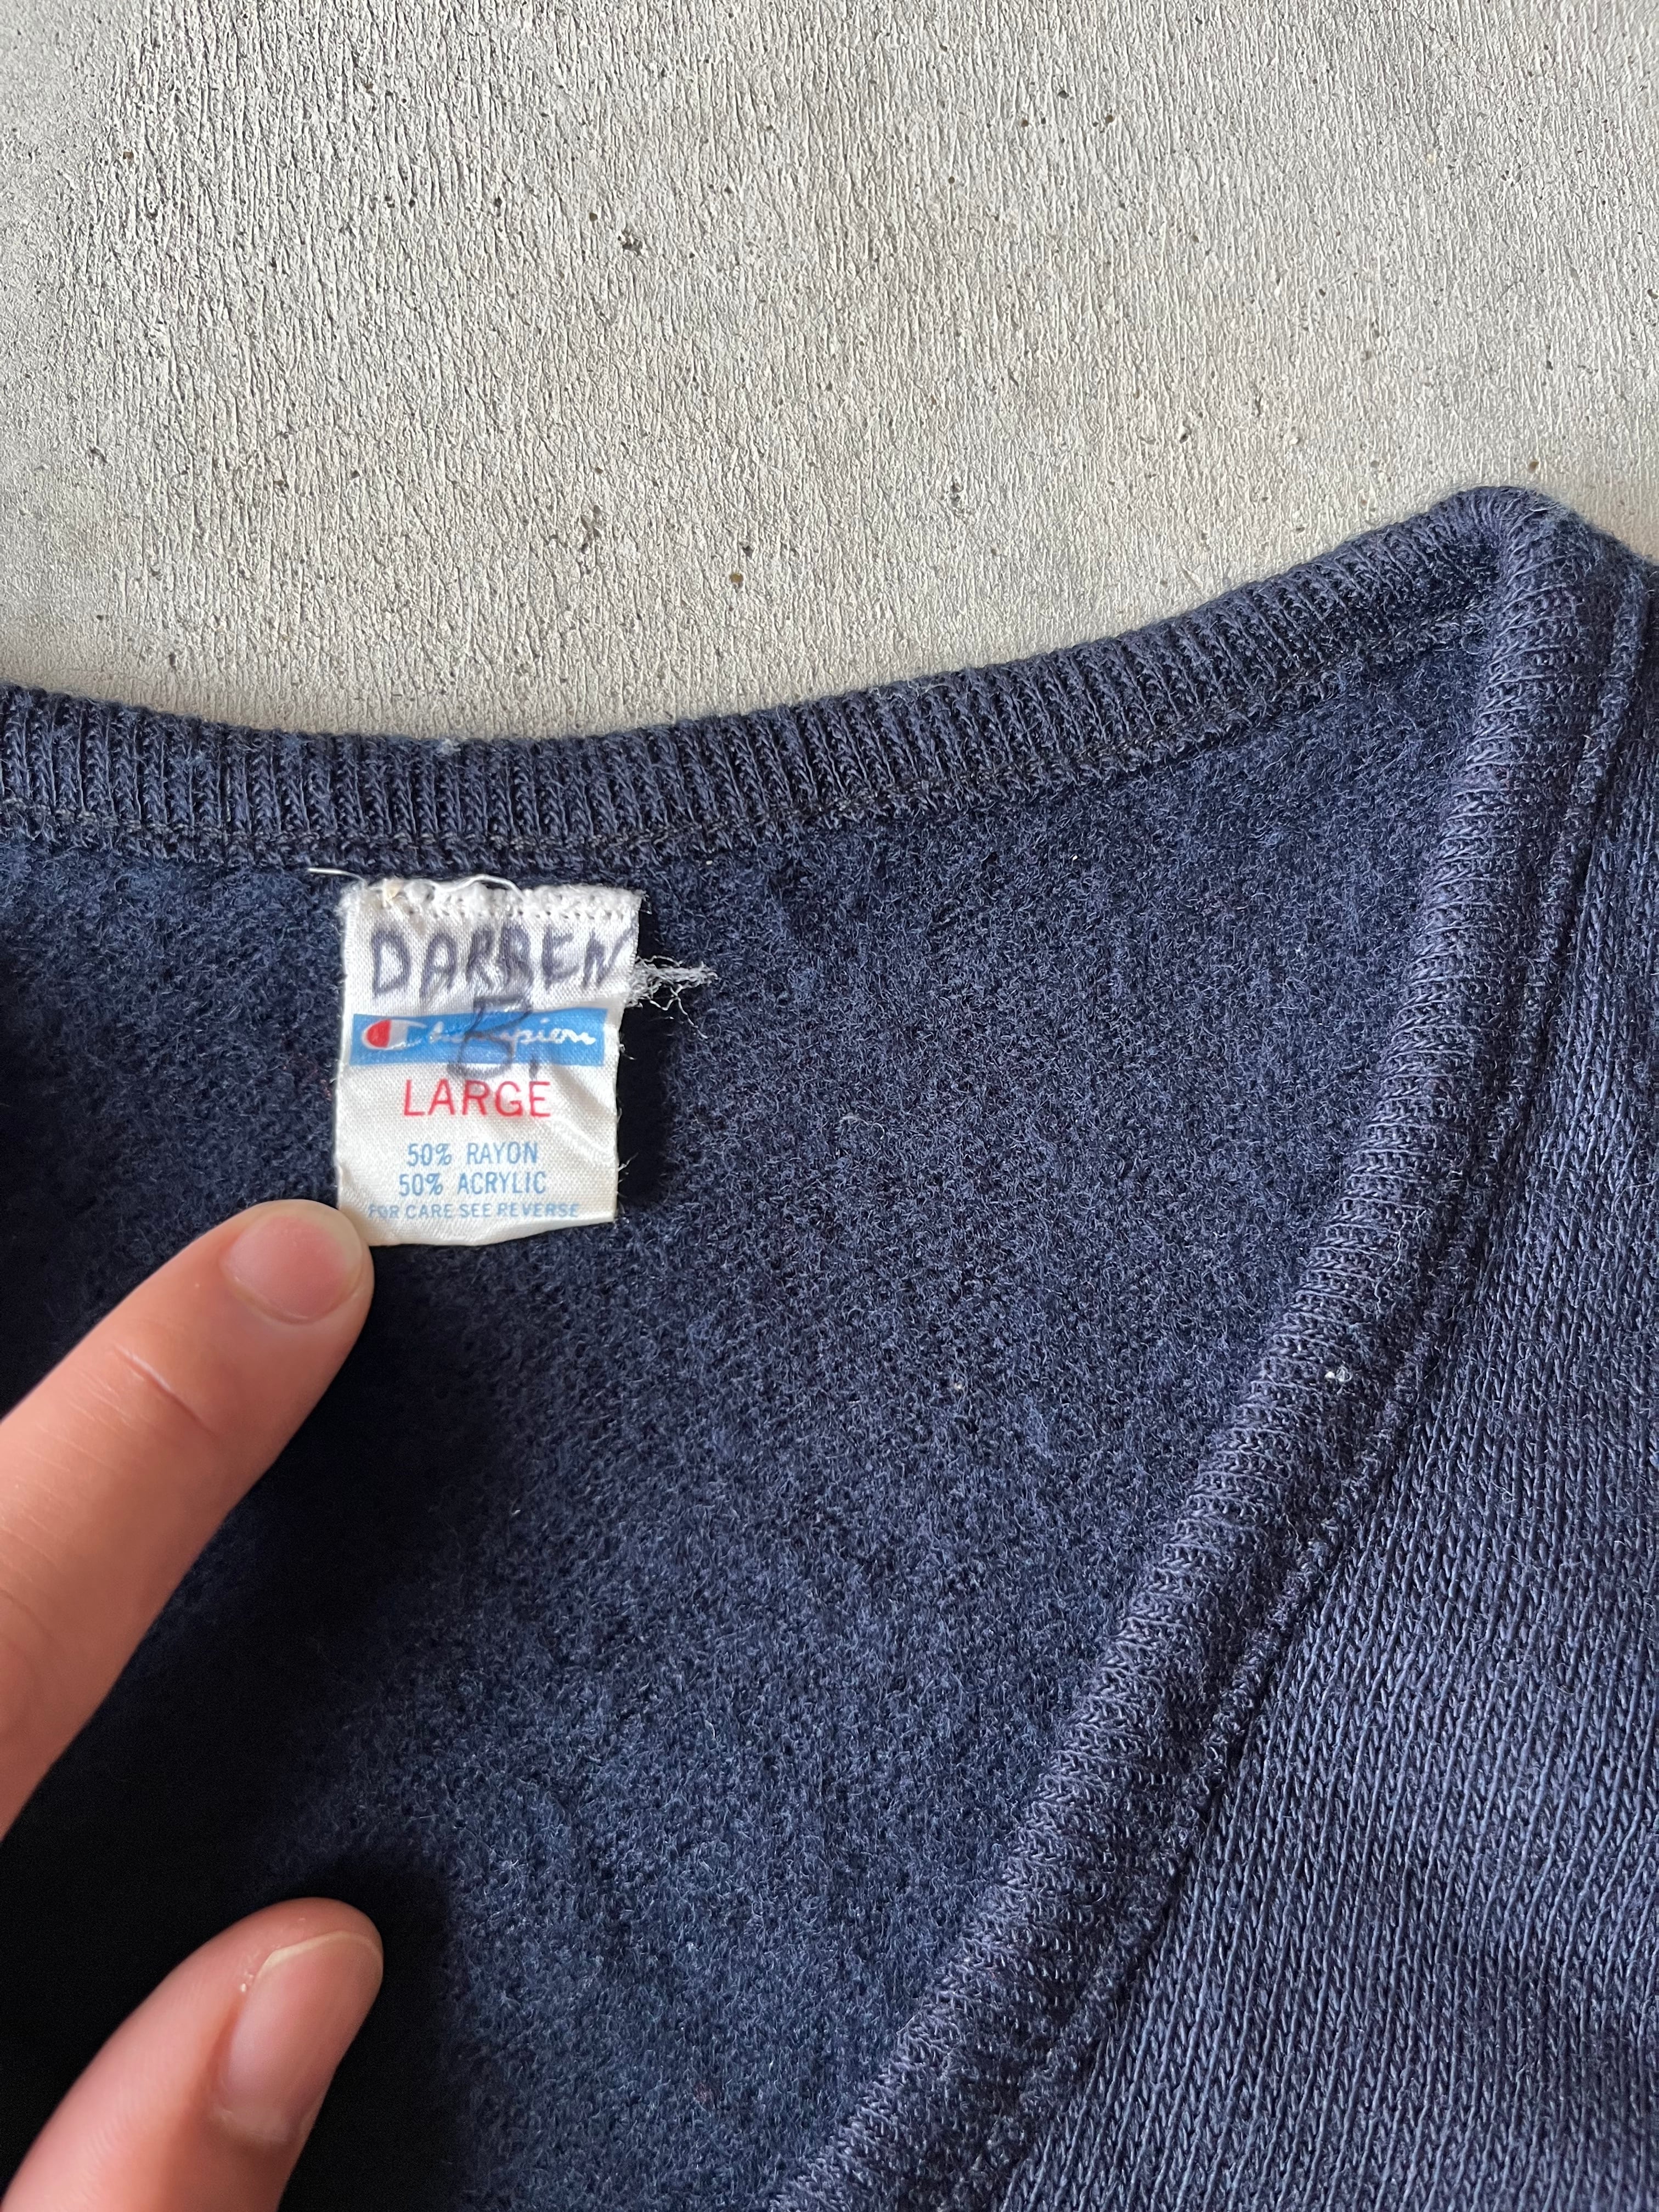 DARREN
B.
Champion
LARGE
50% RAYON
50% ACRYLIC
FOR CARE SEE REVERSE